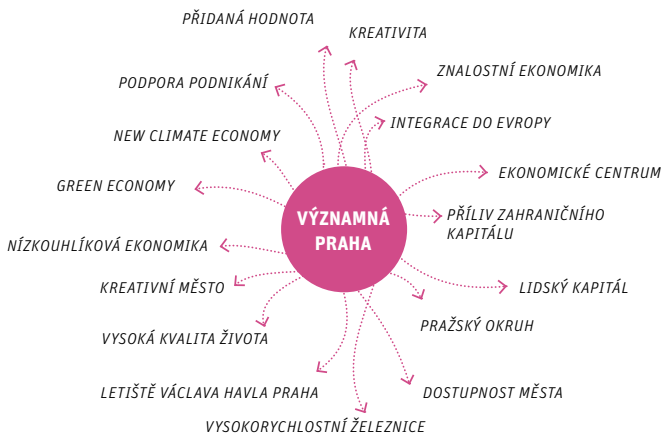 PŘIDANÁ HODNOTA
KREATIVITA
ZNALOSTNÍ EKONOMIKA
PODPORA PODNIKÁNÍ
INTEGRACE DO EVROPY
NEW CLIMATE ECONOMY
EKONOMICKÉ CENTRUM
GREEN ECONOMY
PŘÍLIV ZAHRANIČNÍHO
KAPITÁLU
VÝZNAMNÁ
PRAHA
NÍZKOUHLÍKOVÁ EKONOMIKA
KREATIVNÍ MĚSTO
LIDSKÝ KAPITÁL
PRAŽSKÝ OKRUH
VYSOKÁ KVALITA ŽIVOTA
LETIŠTĚ VÁCLAVA HAVLA PRAHA
DOSTUPNOST MĚSTA
VYSOKORYCHLOSTNÍ ŽELEZNICE